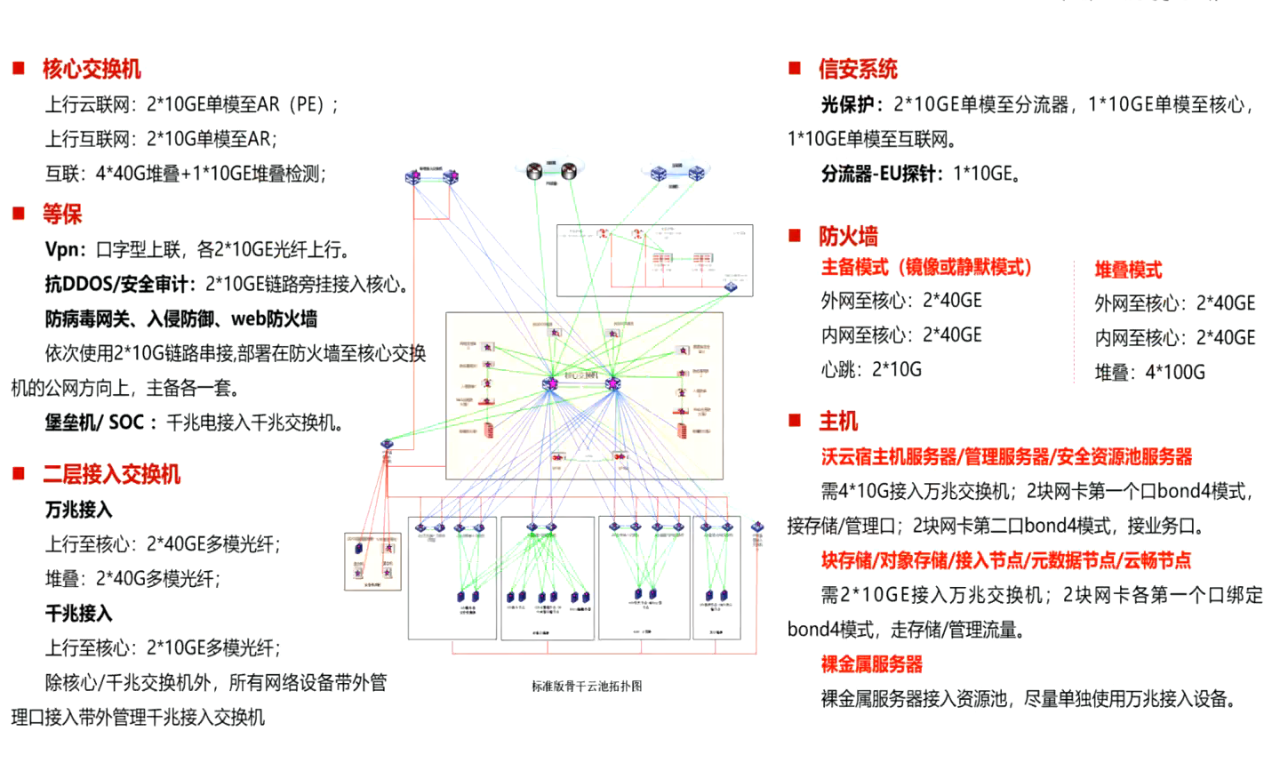 ■ 核心交换机
上行云联网：2*10GE单模至AR（PE）;
上行互联网：2*10G单模至AR;
互联：4*40G堆叠+1*10GE堆叠检测;
■ 等保
Vpn：口字型上联，各2*10GE光纤上行。
抗DDOS/安全审计：2*10GE链路旁挂接入核心。
防病毒网关、入侵防御、web防火墙
依次使用2*10G链路串接,部署在防火墙至核心交换
机的公网方向上，主备各一套。
堡垒机/ SOC ：千兆电接入千兆交换机。
■ 二层接入交换机
万兆接入
上行至核心：2*40GE多模光纤;
堆叠：2*40G多模光纤;
千兆接入
上行至核心：2*10GE多模光纤;
除核心/千兆交换机外，所有网络设备带外管
理口接入带外管理千兆接入交换机
核心交换机
标准版骨干云池拓扑图
■ 信安系统
光保护：2*10GE单模至分流器，1*10GE单模至核心，
1*10GE单模至互联网。
分流器-EU探针：1*10GE。
■ 防火墙
主备模式（镜像或静默模式）
外网至核心：2*40GE
内网至核心：2*40GE
心跳：2*10G
堆叠模式
外网至核心：2*40GE
内网至核心：2*40GE
堆叠：4*100G
■ 主机
沃云宿主机服务器/管理服务器/安全资源池服务器
需4*10G接入万兆交换机；2块网卡第一个口bond4模式，
接存储/管理口；2块网卡第二口bond4模式，接业务口。
块存储/对象存储/接入节点/元数据节点/云畅节点
需2*10GE接入万兆交换机；2块网卡各第一个口绑定
bond4模式，走存储/管理流量。
裸金属服务器
裸金属服务器接入资源池，尽量单独使用万兆接入设备。